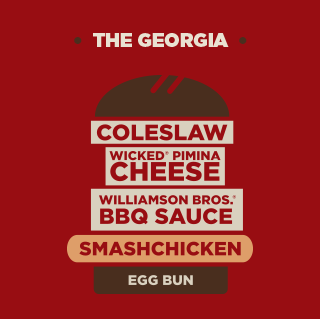 THE GEORGIA
COLESLAW
WICKED® PIMINA
CHEESE
WILLIAMSON BROS.®
BBQ SAUCE
SMASHCHICKEN
EGG BUN